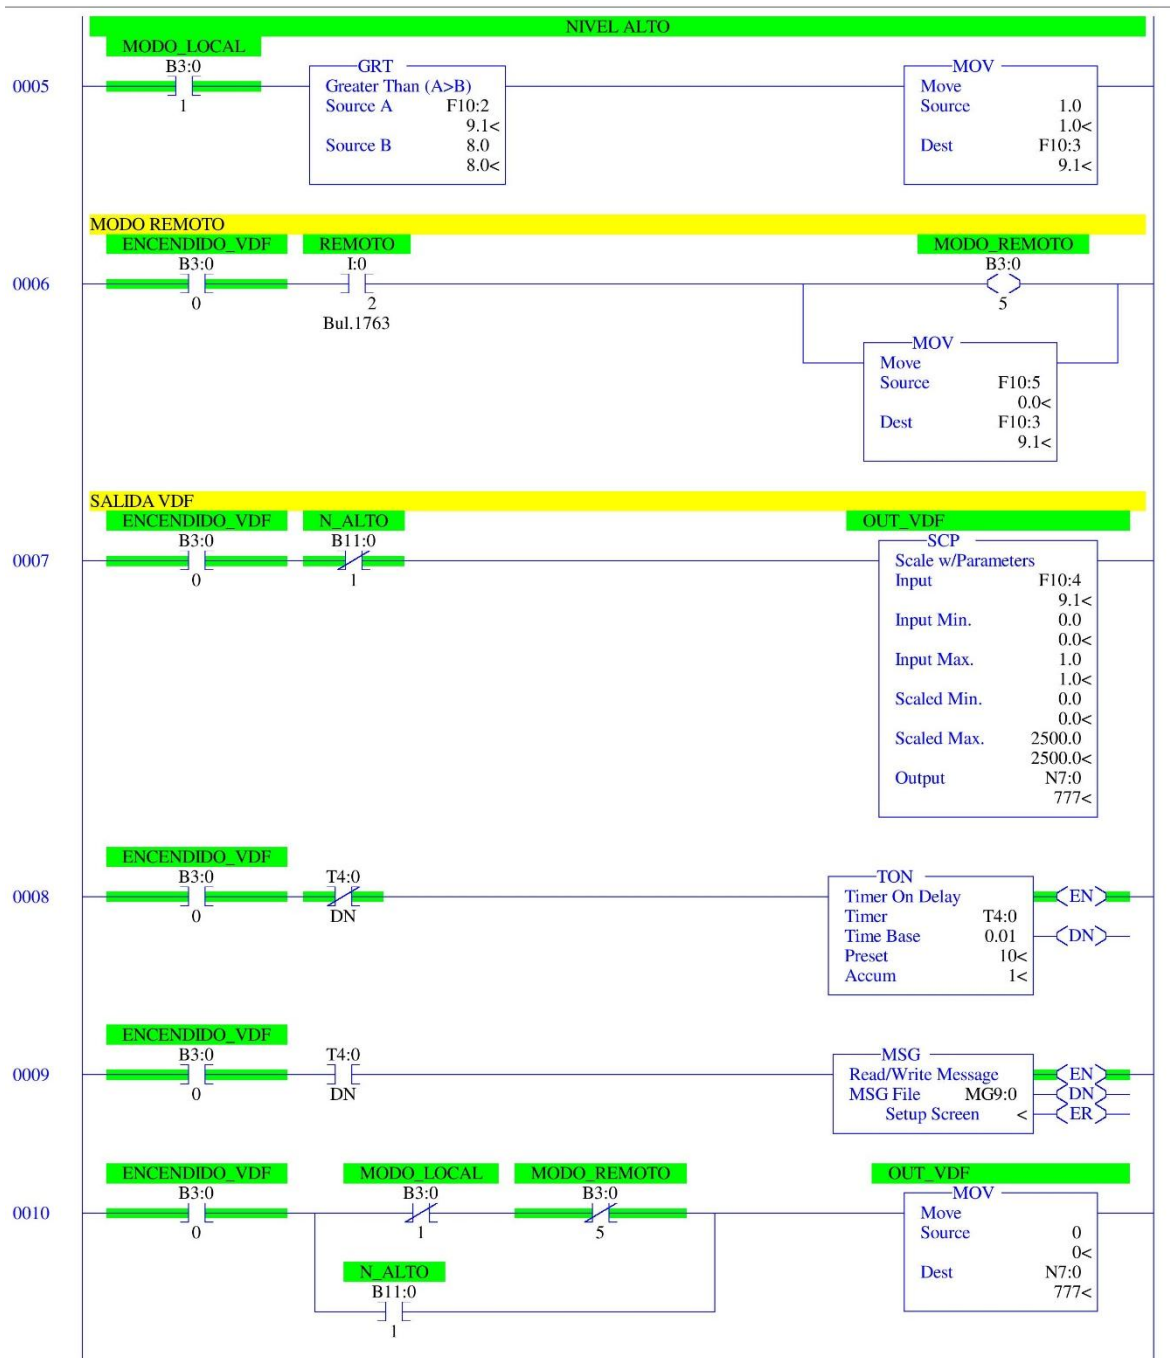 NIVEL ALTO
MODO_LOCAL
B3:0
GRT
MOV
0005
Greater Than (A>B)
Move
1
Source A F10:2
Source 1.0
9.1<
1.0<
Source B 8.0
Dest F10:3
8.0<
9.1<
MODO REMOTO
ENCENDIDO_VDF REMOTO MODO_REMOTO
B3:0 I:0 B3:0
0006
0 2 5
Bul.1763
MOV
Move
Source F10:5
0.0<
Dest F10:3
9.1<
SALIDA VDF
ENCENDIDO_VDF N_ALTO OUT_VDF
B3:0 B11:0 SCP
0007
Scale w/Parameters
0 1
Input F10:4
9.1<
Input Min. 0.0
0.0<
Input Max. 1.0
1.0<
Scaled Min. 0.0
0.0<
Scaled Max. 2500.0
2500.0<
Output N7:0
777<
ENCENDIDO_VDF
B3:0 T4:0 TON
0008
Timer On Delay EN
0 DN
Timer T4:0
Time Base 0.01 DN
Preset 10<
Accum 1<
ENCENDIDO_VDF
B3:0 T4:0 MSG
0009
Read/Write Message EN
0 DN
MSG File MG9:0 DN
Setup Screen < ER
ENCENDIDO_VDF MODO_LOCAL MODO_REMOTO OUT_VDF
B3:0 B3:0 B3:0 MOV
0010
Move
0 1 5
Source 0
0<
N_ALTO
Dest N7:0
B11:0
777<
1